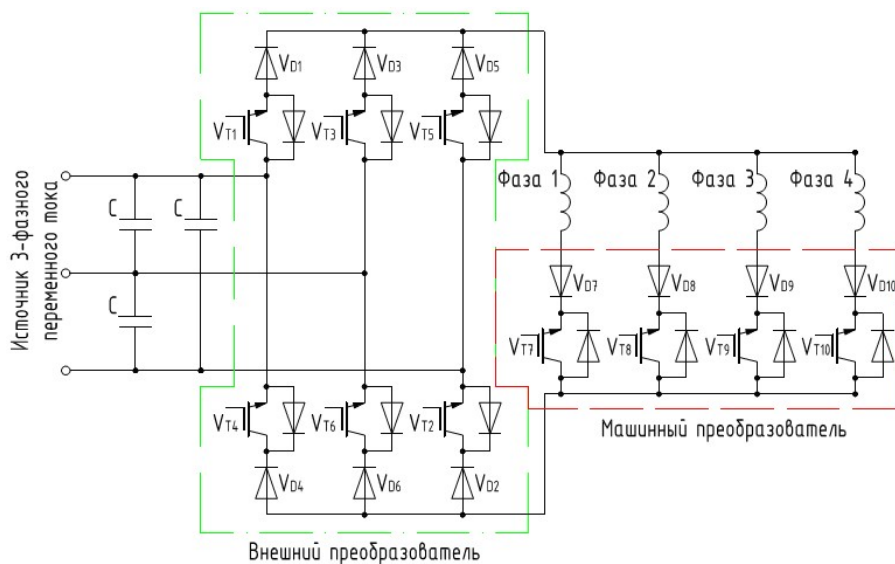 VD1
VD3
VD5
VT1
VT3
VT5
Источник 3-фазного
переменного тока
C
C
C
Фаза 1
Фаза 2
Фаза 3
Фаза 4
VD7
VD8
VD9
VD10
VT7
VT8
VT9
VT10
Машинный преобразователь
VT4
VT6
VT2
VD4
VD6
VD2
Внешний преобразователь